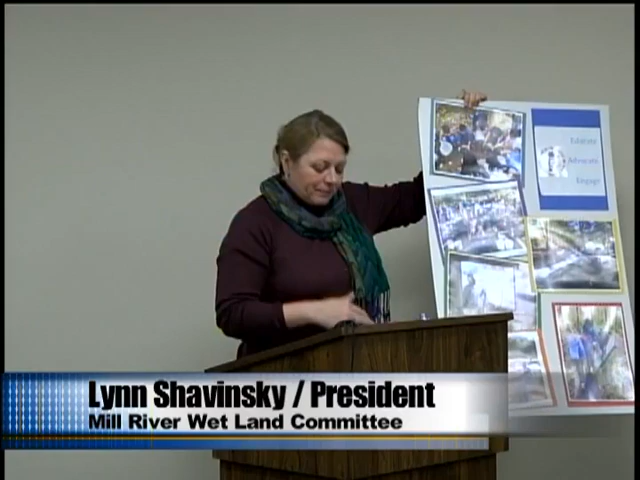 Educate
Advocate
Engage
Lynn Shavinsky / President
Mill River Wet Land Committee